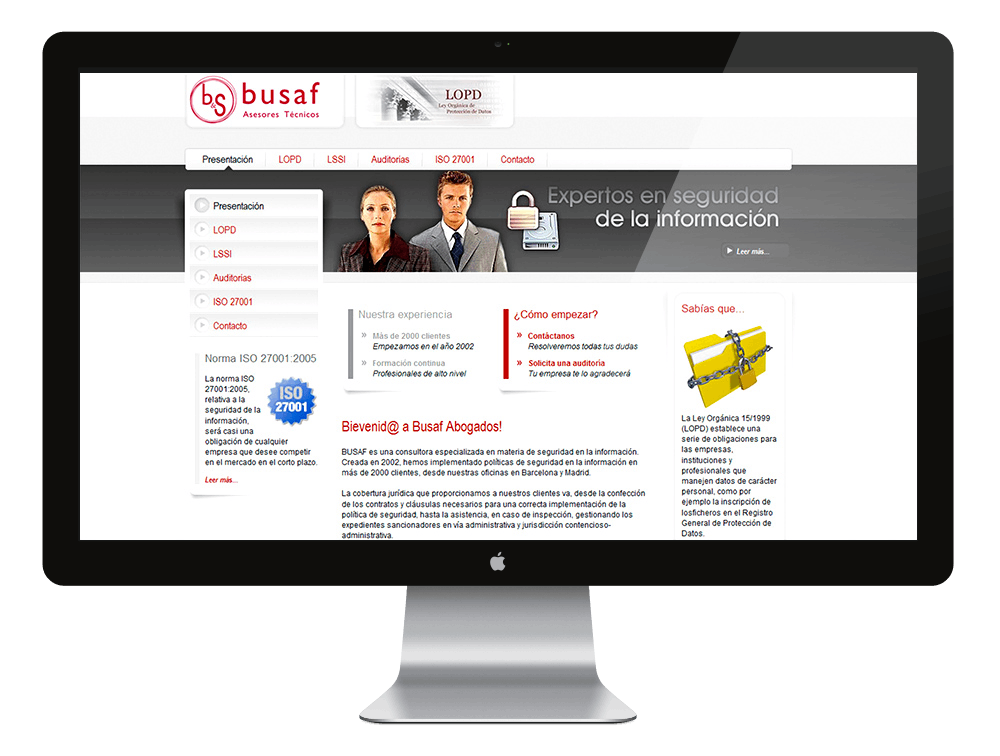 b&S busaf
Asesores Técnicos
LOPD
Ley Orgánica de
Protección de Datos
Presentación LOPD LSSI Auditorias ISO 27001 Contacto
Expertos en seguridad
de la información
Leer más...
Presentación
LOPD
LSSI
Auditorias
ISO 27001
Contacto
Norma ISO 27001:2005
La norma ISO
27001:2005,
relativa a la
seguridad de la
información,
será casi una
obligación de cualquier
empresa que desee competir
en el mercado en el corto plazo.
Leer más...
ISO
27001
Nuestra experiencia
» Más de 2000 clientes
Empezamos en el año 2002
» Formación continua
Profesionales de alto nivel
¿Cómo empezar?
» Contáctanos
Resolveremos todas tus dudas
» Solicita una auditoría
Tu empresa te lo agradecerá
Bievenid@ a Busaf Abogados!
BUSAF es una consultora especializada en materia de seguridad en la información.
Creada en 2002, hemos implementado políticas de seguridad en la información en
más de 2000 clientes, desde nuestras oficinas en Barcelona y Madrid.
La cobertura jurídica que proporcionamos a nuestros clientes va, desde la confección
de los contratos y cláusulas necesarios para una correcta implementación de la
política de seguridad, hasta la asistencia, en caso de inspección, gestionando los
expedientes sancionadores en vía administrativa y jurisdicción contencioso-
administrativa.
Sabías que...
La Ley Orgánica 15/1999
(LOPD) establece una
serie de obligaciones para
las empresas,
instituciones y
profesionales que
manejen datos de carácter
personal, como por
ejemplo la inscripción de
losficheros en el Registro
General de Protección de
Datos.